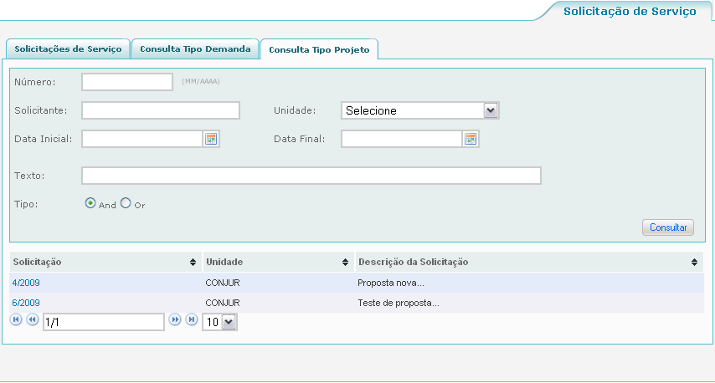 Solicitação de Serviço
Solicitações de Serviço Consulta Tipo Demanda Consulta Tipo Projeto
Número: (MM/AAAA)
Solicitante: Unidade: Selecione
Data Inicial: Data Final:
Texto:
Tipo: And Or
Consultar
Solicitação Unidade Descrição da Solicitação
4/2009 CONJUR Proposta nova...
6/2009 CONJUR Teste de proposta...
1/1 10